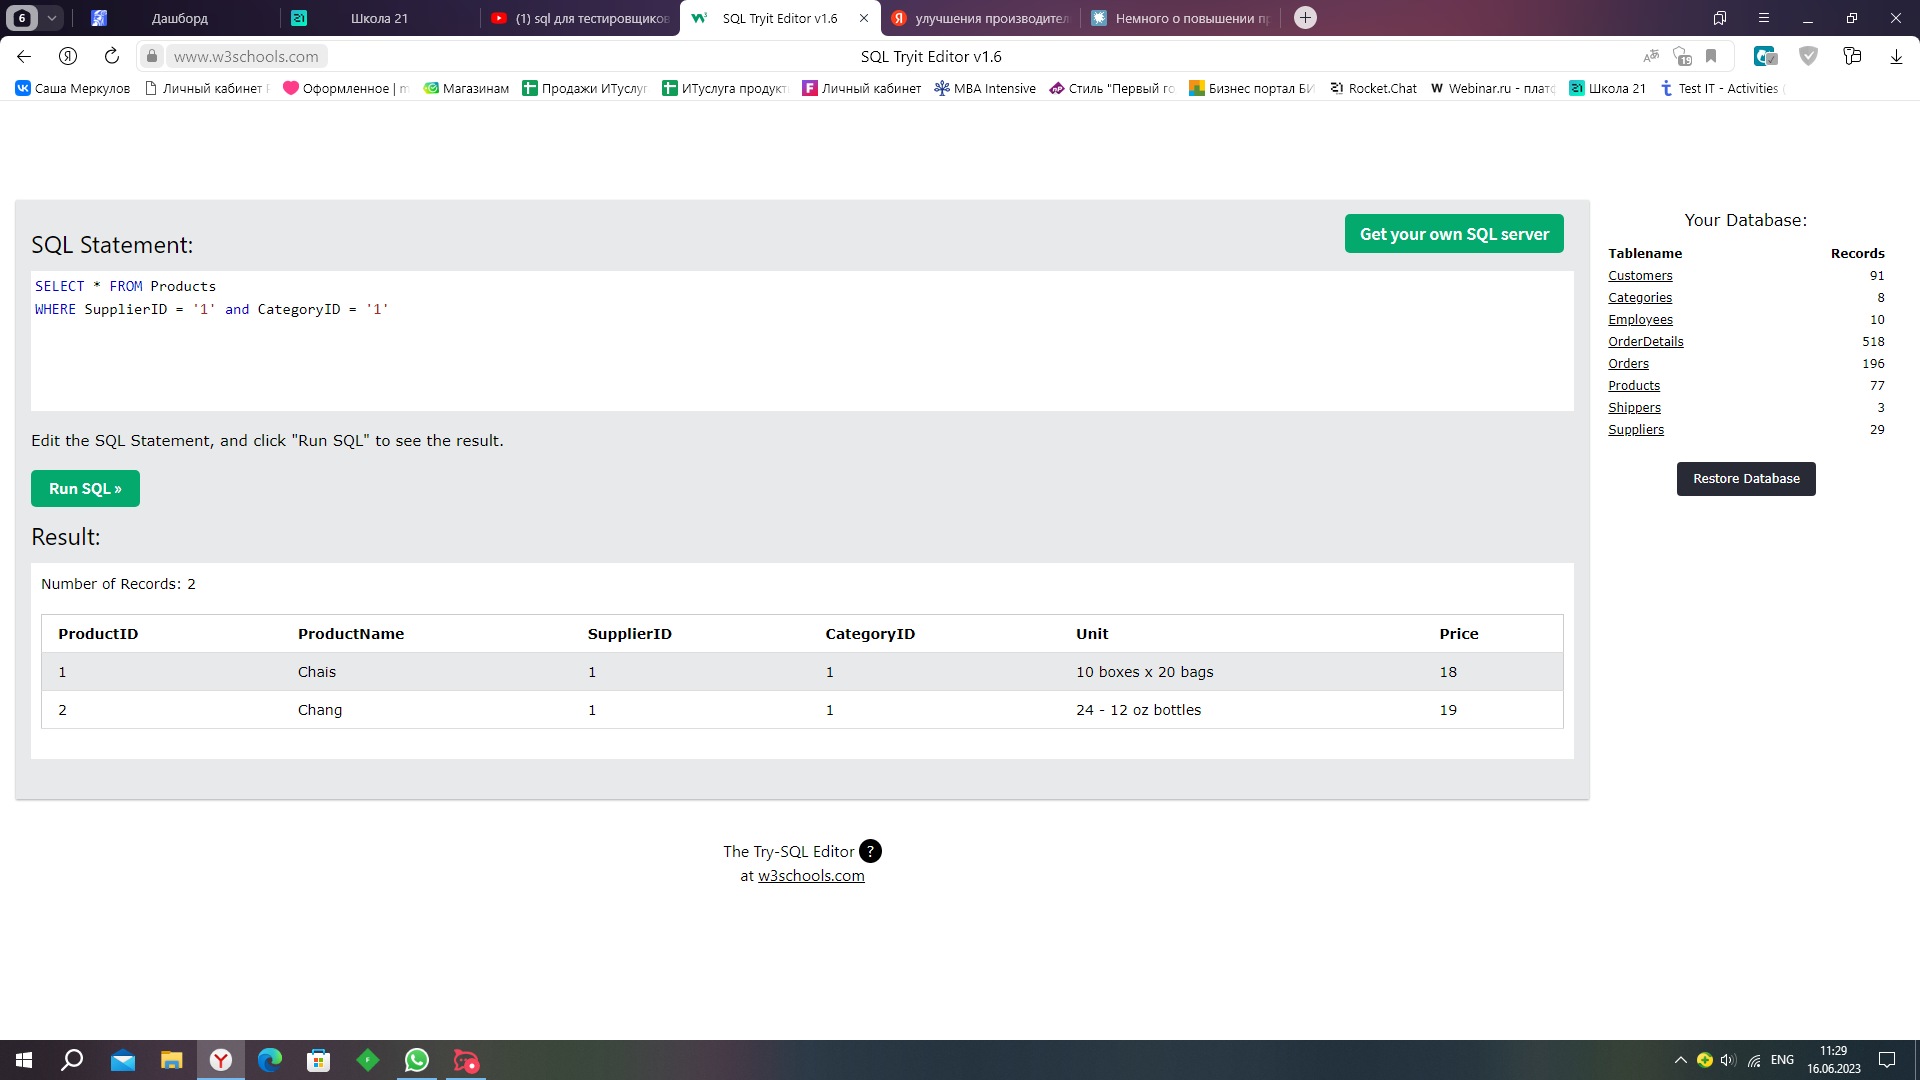 6
Дашборд
Школа 21
(1) sql для тестировщиков
SQL Tryit Editor v1.6
улучшения производител
Немного о повышении пр
www.w3schools.com
SQL Tryit Editor v1.6
19
Саша Меркулов
Личный кабинет
Оформленное | m
Магазинам
Продажи ИТуслуг
ИТуслуга продукт
Личный кабинет
MBA Intensive
Стиль "Первый го
Бизнес портал БИ
Rocket.Chat
Webinar.ru - плат
Школа 21
Test IT - Activities
SQL Statement:
Get your own SQL server
SELECT * FROM Products
WHERE SupplierID = '1' and CategoryID = '1'
Edit the SQL Statement, and click "Run SQL" to see the result.
Run SQL »
Result:
Number of Records: 2
ProductID ProductName SupplierID CategoryID Unit Price
1 Chais 1 1 10 boxes x 20 bags 18
2 Chang 1 1 24 - 12 oz bottles 19
Your Database:
Tablename Records
Customers 91
Categories 8
Employees 10
OrderDetails 518
Orders 196
Products 77
Shippers 3
Suppliers 29
Restore Database
The Try-SQL Editor ?
at w3schools.com
ENG
11:29
16.06.2023